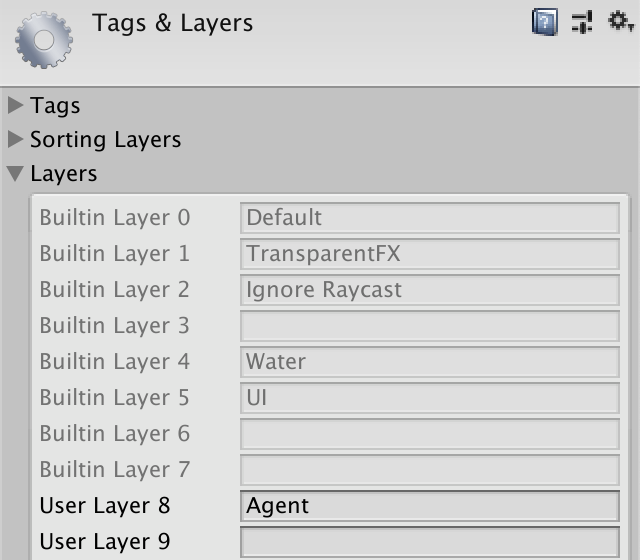 Tags & Layers
Tags
Sorting Layers
Layers
Builtin Layer 0 Default
Builtin Layer 1 TransparentFX
Builtin Layer 2 Ignore Raycast
Builtin Layer 3
Builtin Layer 4 Water
Builtin Layer 5 UI
Builtin Layer 6
Builtin Layer 7
User Layer 8 Agent
User Layer 9